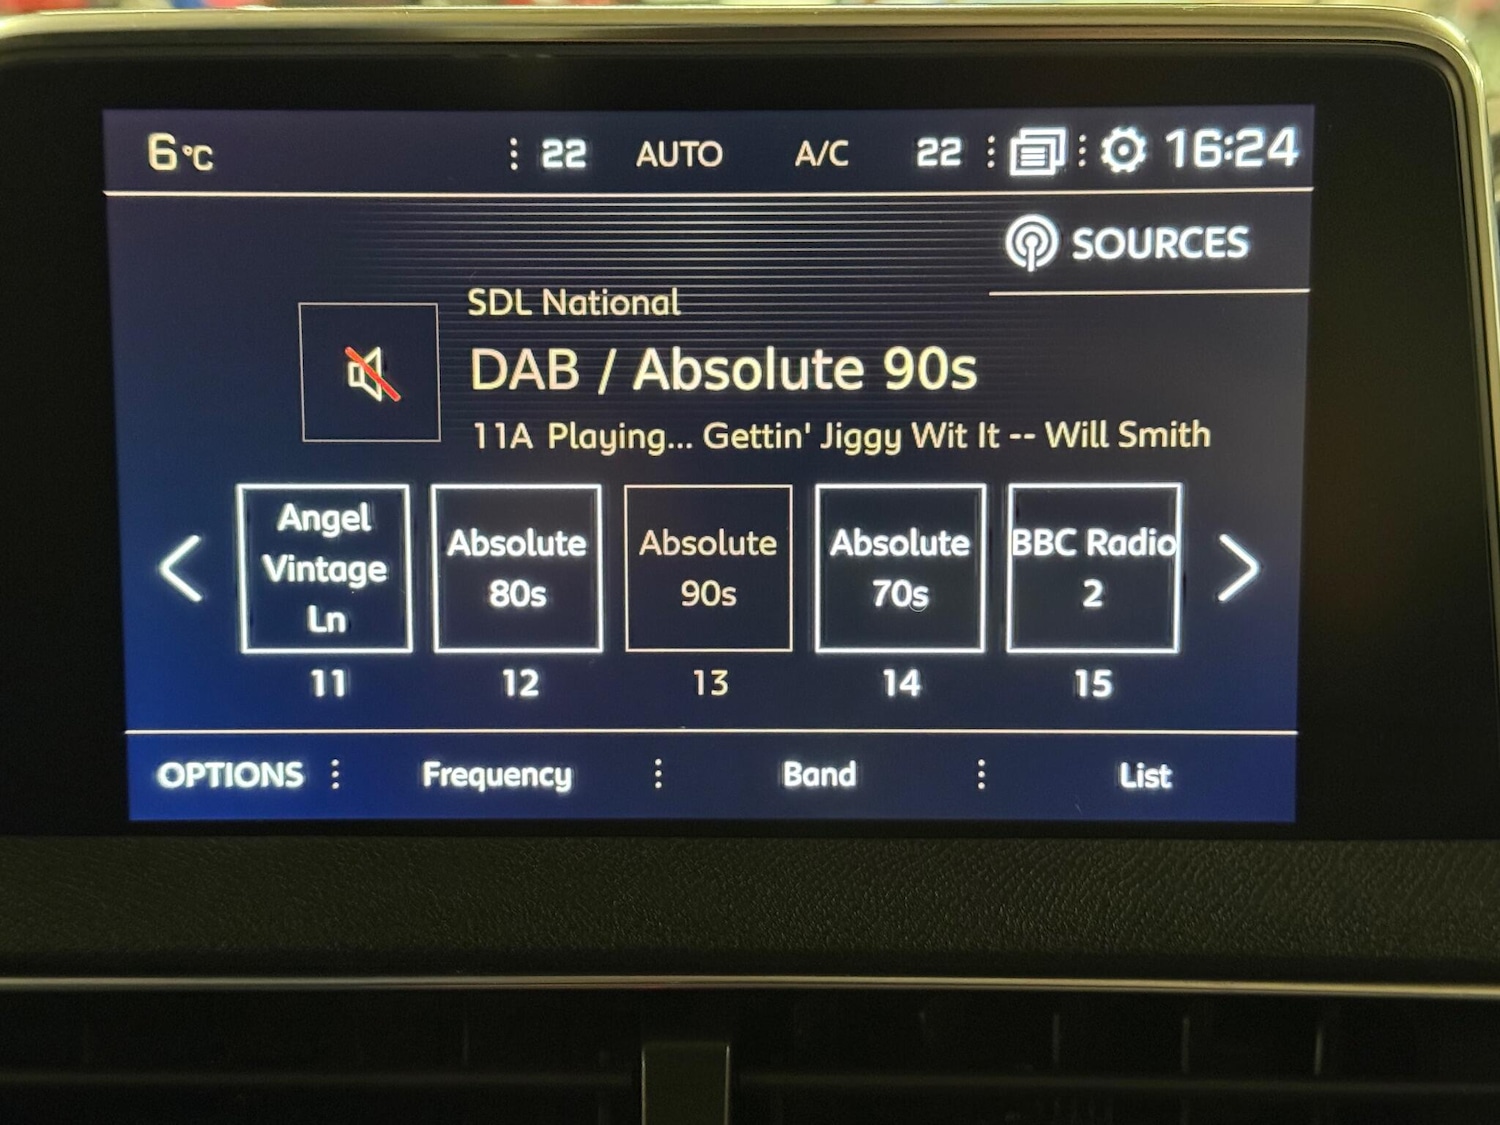 6°C 22 AUTO A/C 22 16:24
SOURCES
SDL National
DAB / Absolute 90s
11A Playing... Gettin' Jiggy Wit It -- Will Smith
Angel
Vintage
Ln
11
Absolute
80s
12
Absolute
90s
13
Absolute
70s
14
BBC Radio
2
15
OPTIONS Frequency Band List